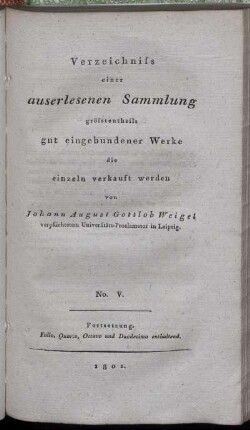 Verzeichniſs
einer
auserlesenen Sammlung
gröſstentheils
gut eingebundener Werke
die
einzeln verkauft werden
von
Johann August Gottlob Weigel
verpflichtetem Universitäts-Proclamator in Leipzig.
No. V.
Fortsetzung,
Folio, Quarto, Octavo und Duodecimo enthaltend.
1801.